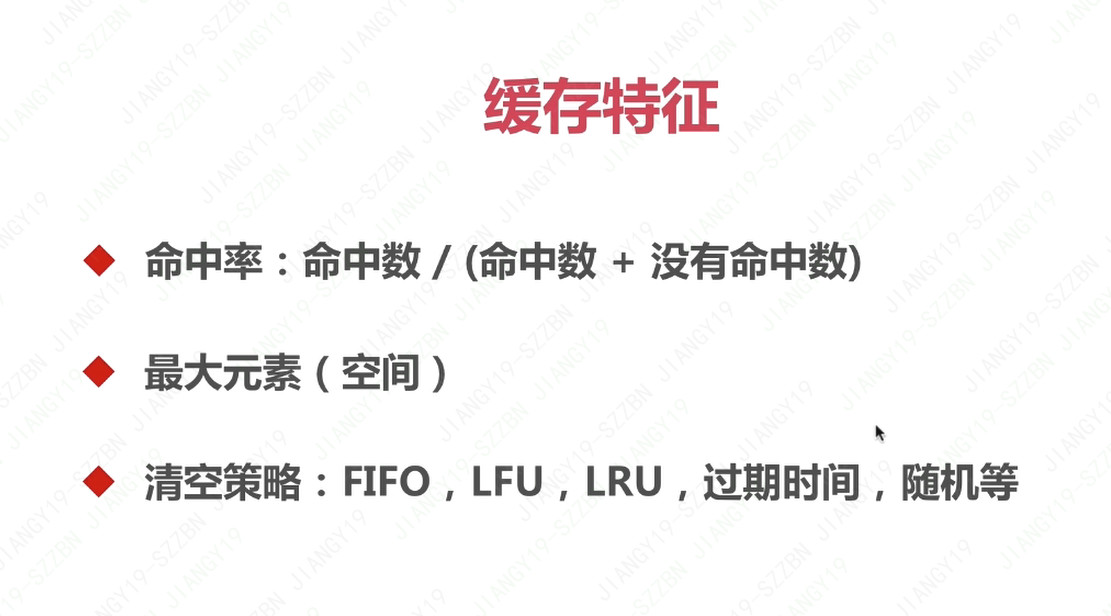 缓存特征
命中率：命中数 / (命中数 + 没有命中数)
最大元素（空间）
清空策略：FIFO，LFU，LRU，过期时间，随机等
JIANGY19-SZZBN